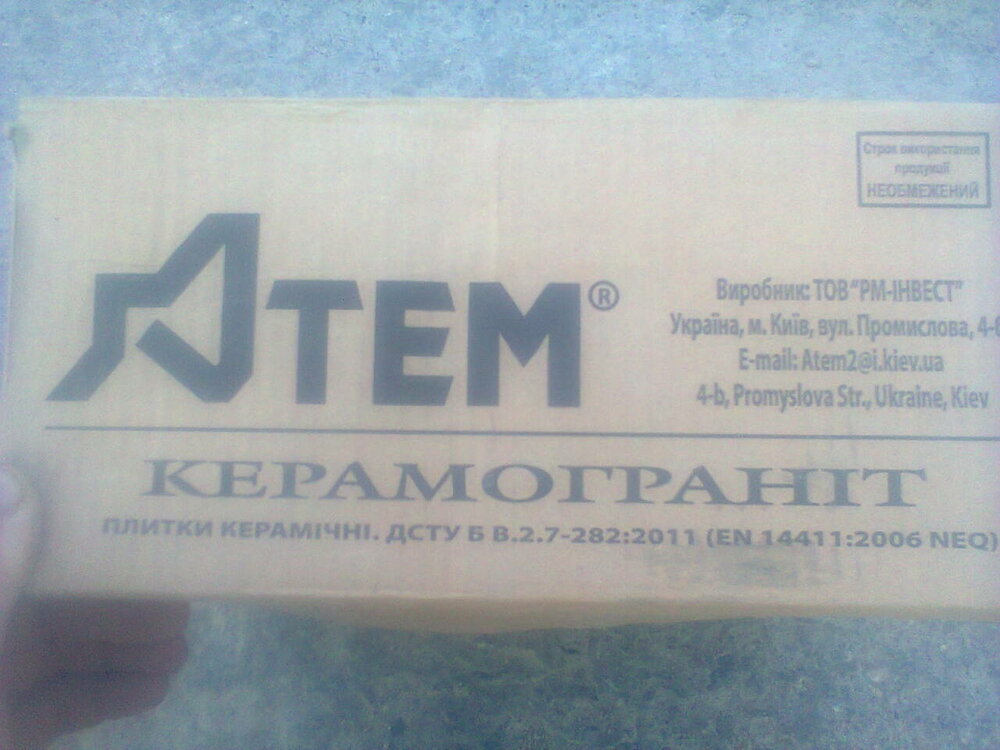 Строк використання
продукції
НЕОБМЕЖЕНИЙ
АТЕМ®
Виробник: ТОВ "РМ-ІНВЕСТ"
Україна, м. Київ, вул. Промислова, 4-
E-mail: Atem2@i.kiev.ua
4-b, Promyslova Str., Ukraine, Kiev
КЕРАМОГРАНІТ
ПЛИТКИ КЕРАМІЧНІ. ДСТУ Б В.2.7-282:2011 (EN 14411:2006 NEQ)